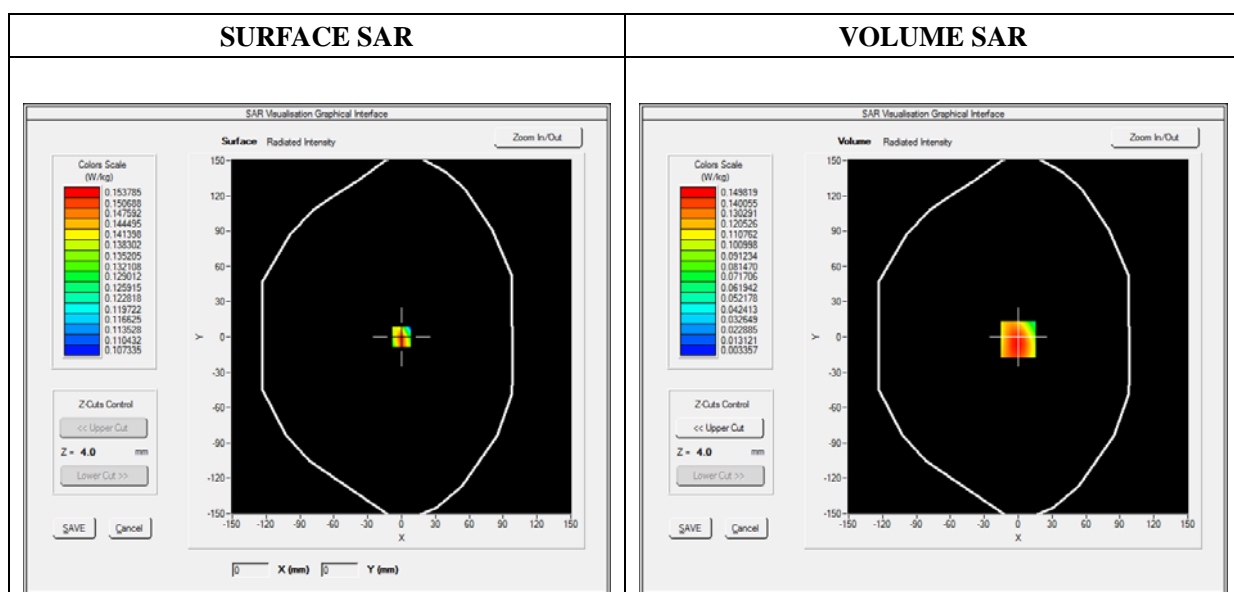 SURFACE SAR
VOLUME SAR
SAR Visualisation Graphical Interface
Surface Radiated Intensity
Zoom In/Out
Colors Scale
(W/kg)
0.153785
0.150688
0.147592
0.144495
0.141398
0.138302
0.135205
0.132108
0.129012
0.125915
0.122818
0.119722
0.116625
0.113528
0.110432
0.107335
Z-Cuts Control
<< Upper Cut
Z = 4.0 mm
Lower Cut >>
SAVE Cancel
150
120
90
60
30
Y 0
-30
-60
-90
-120
-150
-150 -120 -90 -60 -30 0 30 60 90 120 150
X
0 X (mm) 0 Y (mm)
SAR Visualisation Graphical Interface
Volume Radiated Intensity
Zoom In/Out
Colors Scale
(W/kg)
0.149819
0.140055
0.130291
0.120526
0.110762
0.100998
0.091234
0.081470
0.071706
0.061942
0.052178
0.042413
0.032649
0.022885
0.013121
0.003357
Z-Cuts Control
<< Upper Cut
Z = 4.0 mm
Lower Cut >>
SAVE Cancel
150
120
90
60
30
Y 0
-30
-60
-90
-120
-150
-150 -120 -90 -60 -30 0 30 60 90 120 150
X